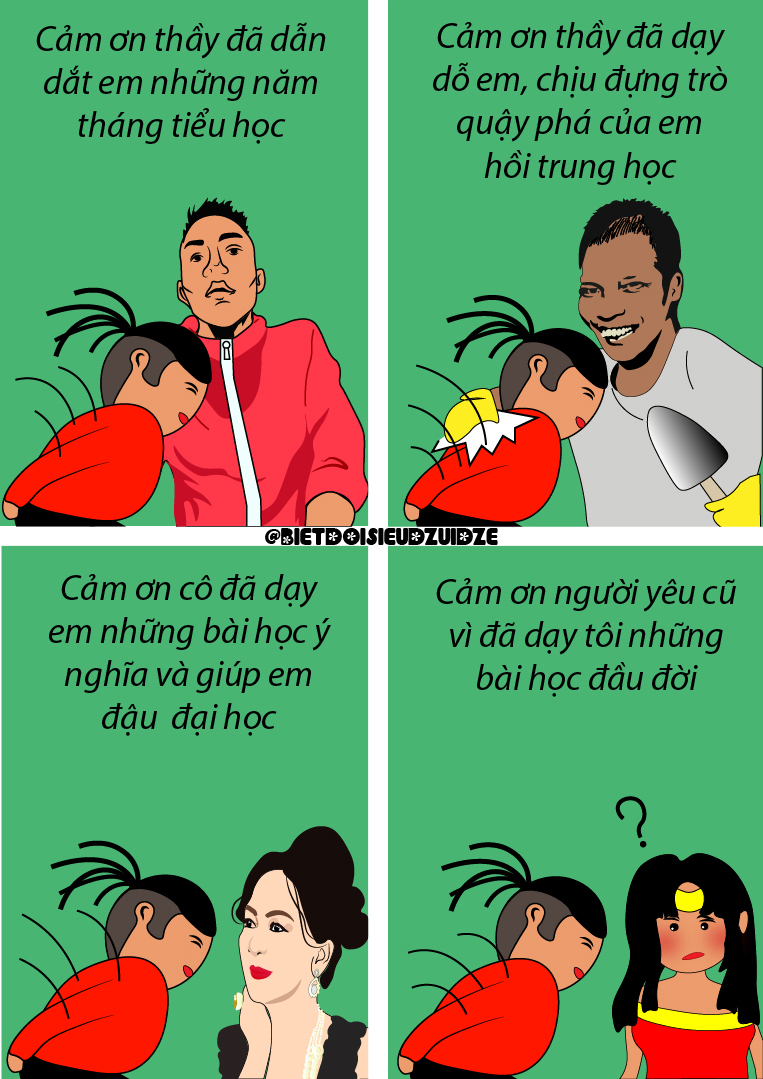 Cảm ơn thầy đã dẫn
dắt em những năm
tháng tiểu học
Cảm ơn thầy đã dạy
dỗ em, chịu đựng trò
quậy phá của em
hồi trung học
@BIETDOISIEUDZUIDZE
Cảm ơn cô đã dạy
em những bài học ý
nghĩa và giúp em
đậu đại học
Cảm ơn người yêu cũ
vì đã dạy tôi những
bài học đầu đời
?